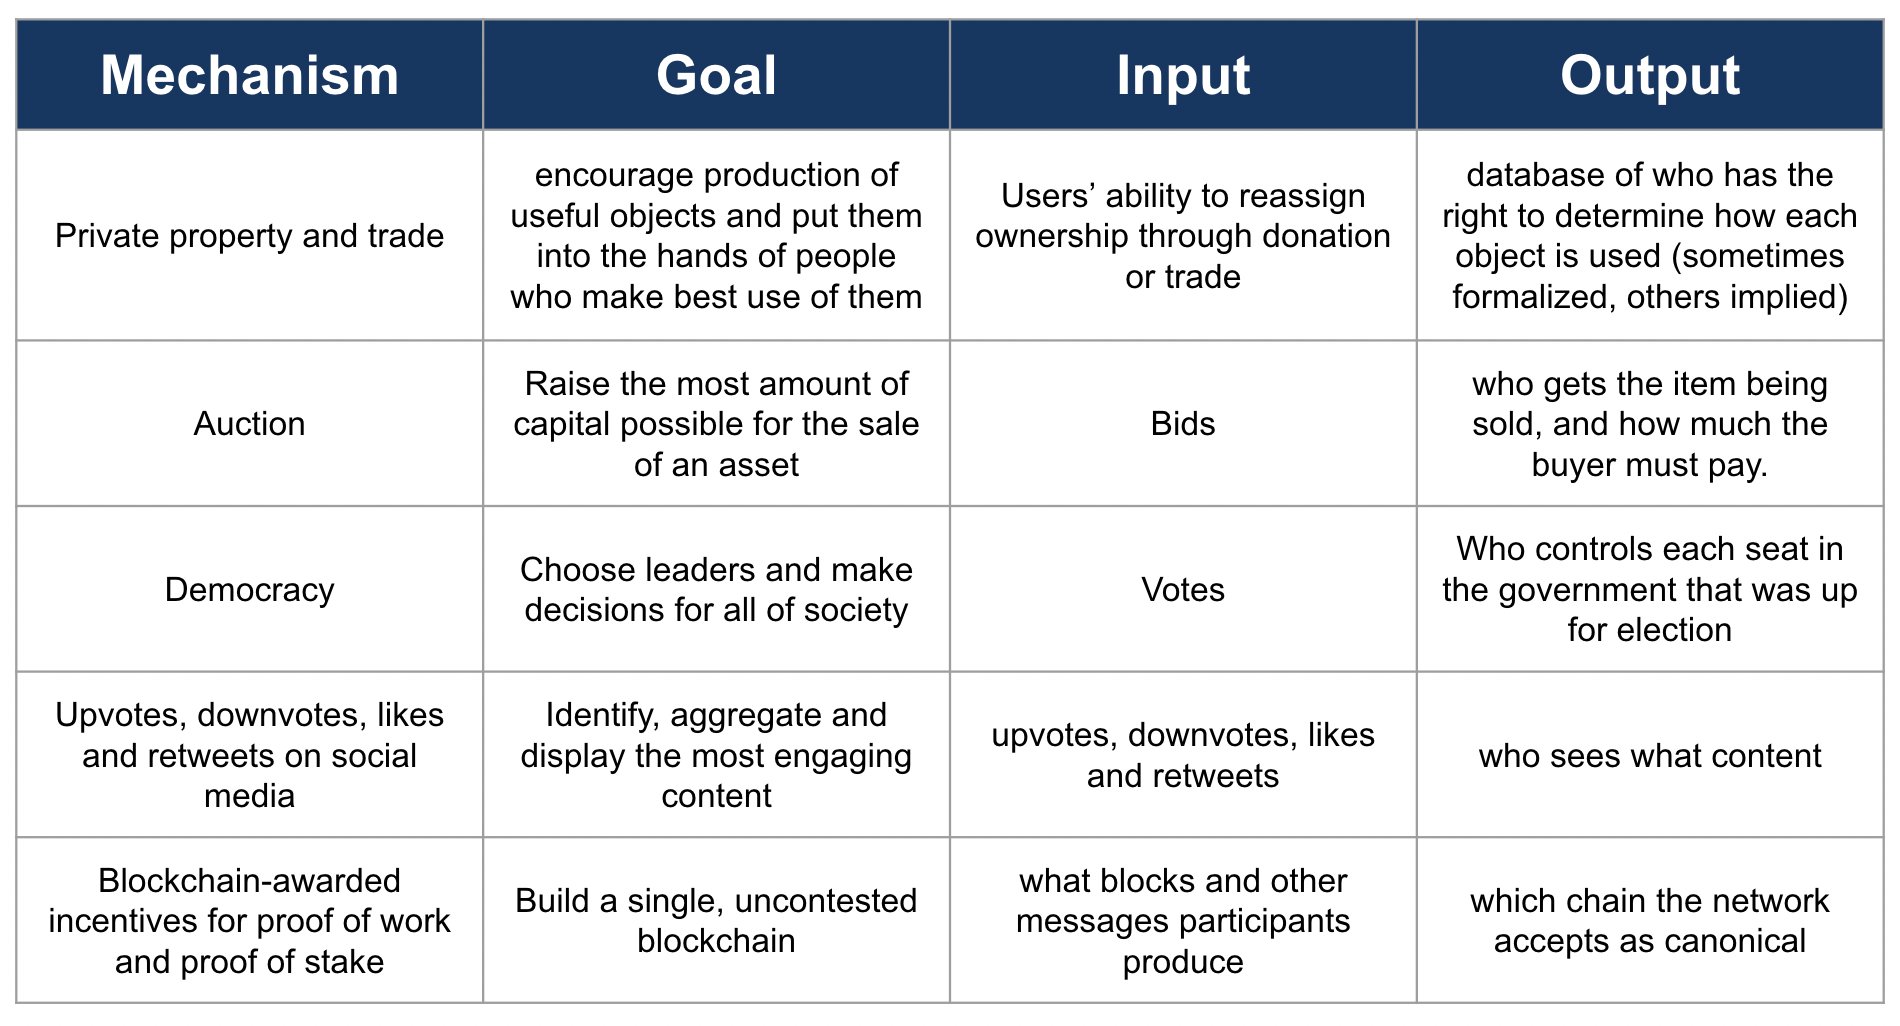 Mechanism
Goal
Input
Output
Private property and trade
encourage production of
useful objects and put them
into the hands of people
who make best use of them
Users’ ability to reassign
ownership through donation
or trade
database of who has the
right to determine how each
object is used (sometimes
formalized, others implied)
Auction
Raise the most amount of
capital possible for the sale
of an asset
Bids
who gets the item being
sold, and how much the
buyer must pay.
Democracy
Choose leaders and make
decisions for all of society
Votes
Who controls each seat in
the government that was up
for election
Upvotes, downvotes, likes
and retweets on social
media
Identify, aggregate and
display the most engaging
content
upvotes, downvotes, likes
and retweets
who sees what content
Blockchain-awarded
incentives for proof of work
and proof of stake
Build a single, uncontested
blockchain
what blocks and other
messages participants
produce
which chain the network
accepts as canonical